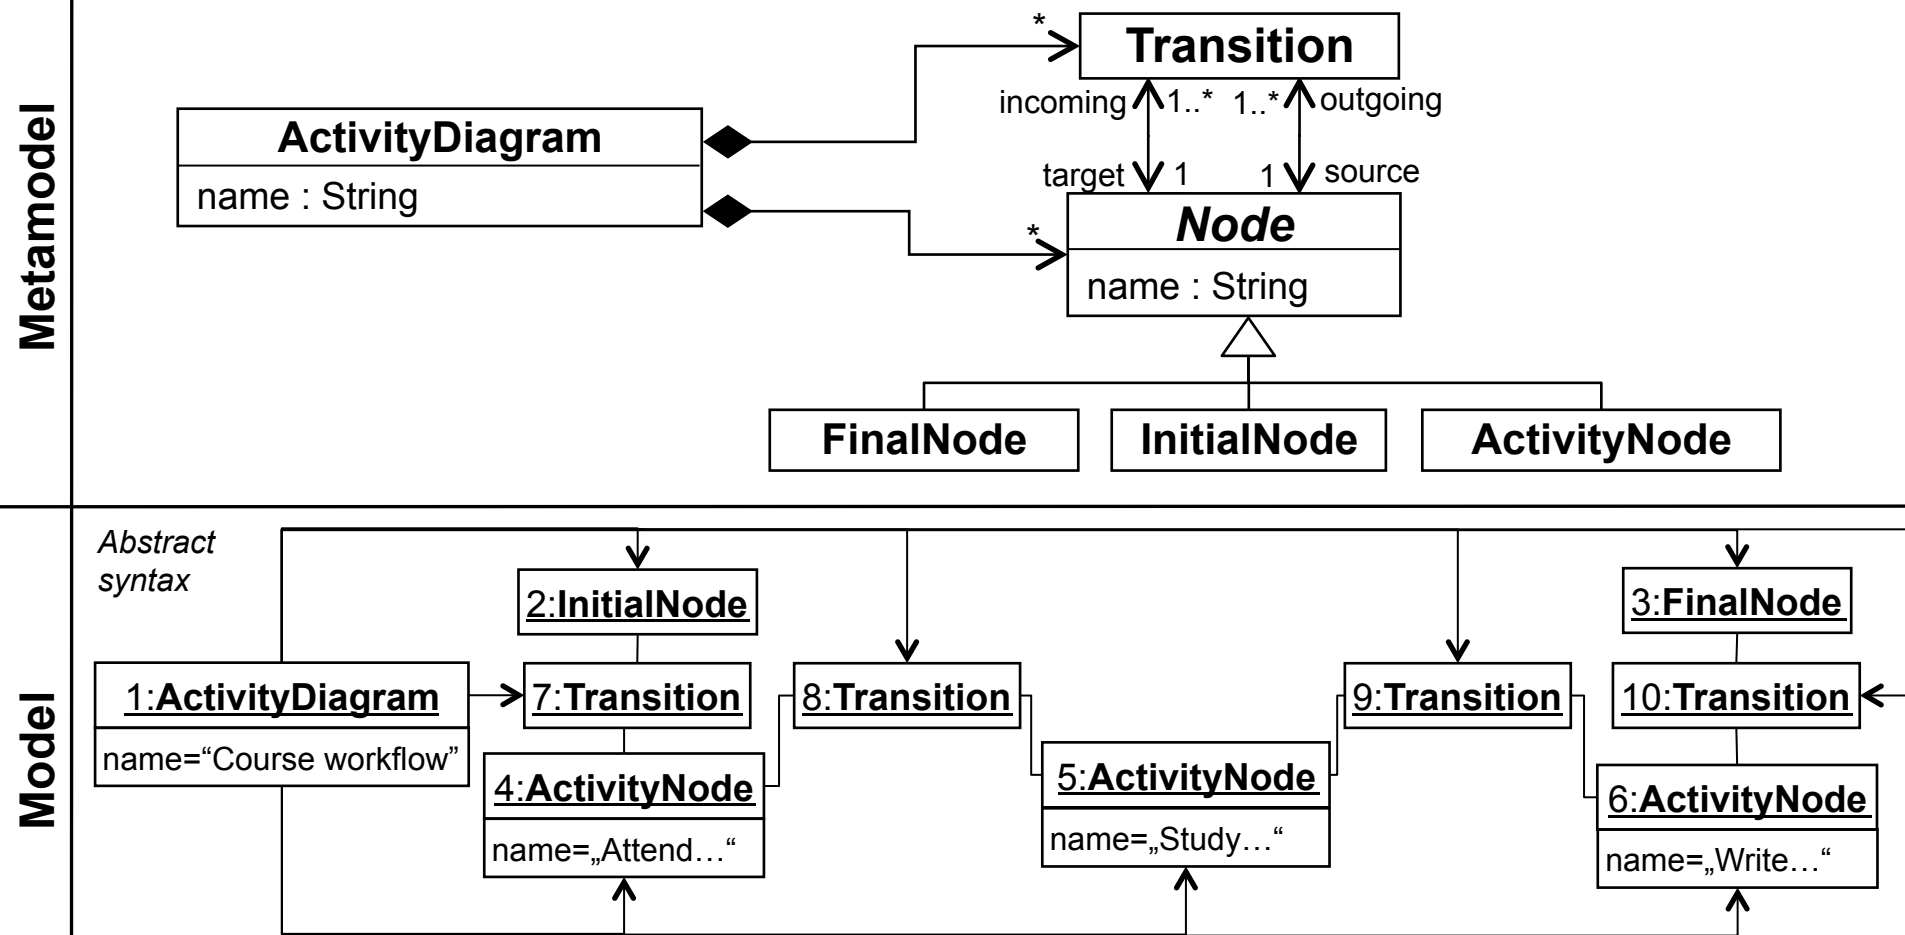 Metamodel
*
Transition
incoming 1..* 1..* outgoing
ActivityDiagram
name : String
target 1 1 source
*
Node
name : String
FinalNode
InitialNode
ActivityNode
Model
Abstract
syntax
2:InitialNode
3:FinalNode
1:ActivityDiagram
name=“Course workflow”
7:Transition
8:Transition
9:Transition
10:Transition
4:ActivityNode
name=„Attend…“
5:ActivityNode
name=„Study…“
6:ActivityNode
name=„Write…“